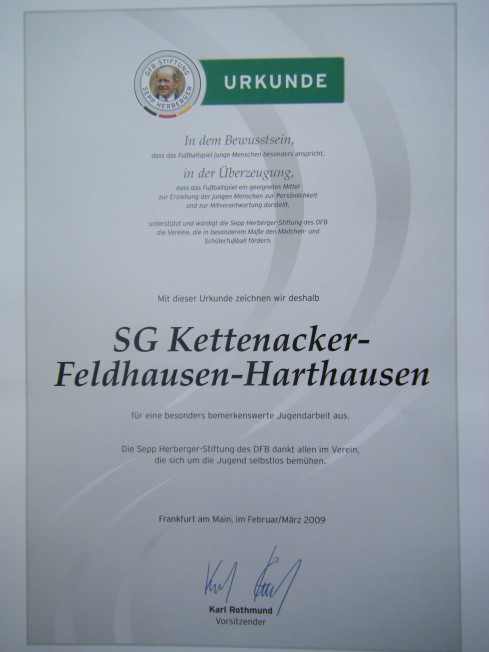 DFB STIFTUNG
SEPP HERBERGER
URKUNDE
In dem Bewusstsein,
dass das Fußballspiel junge Menschen besonders anspricht,
in der Überzeugung,
dass das Fußballspiel ein geeignetes Mittel
zur Erziehung der jungen Menschen zur Persönlichkeit
und zur Mitverantwortung darstellt,
unterstützt und würdigt die Sepp Herberger-Stiftung des DFB
die Vereine, die in besonderem Maße den Mädchen- und
Schülerfußball fördern.
Mit dieser Urkunde zeichnen wir deshalb
SG Kettenacker-
Feldhausen-Harthausen
für eine besonders bemerkenswerte Jugendarbeit aus.
Die Sepp Herberger-Stiftung des DFB dankt allen im Verein,
die sich um die Jugend selbstlos bemühen.
Frankfurt am Main, im Februar/März 2009
Karl Rothmund
Vorsitzender